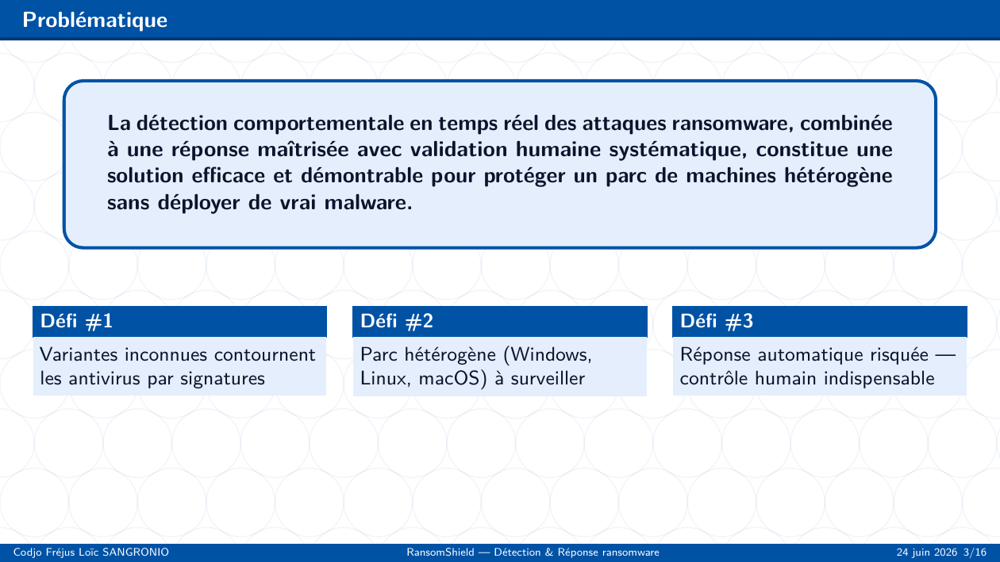 Problématique
La détection comportementale en temps réel des attaques ransomware, combinée
à une réponse maîtrisée avec validation humaine systématique, constitue une
solution efficace et démontrable pour protéger un parc de machines hétérogène
sans déployer de vrai malware.
Défi #1
Variantes inconnues contournent
les antivirus par signatures
Défi #2
Parc hétérogène (Windows,
Linux, macOS) à surveiller
Défi #3
Réponse automatique risquée —
contrôle humain indispensable
Codjo Fréjus Loïc SANGRONIO
RansomShield — Détection & Réponse ransomware
24 juin 2026 3/16